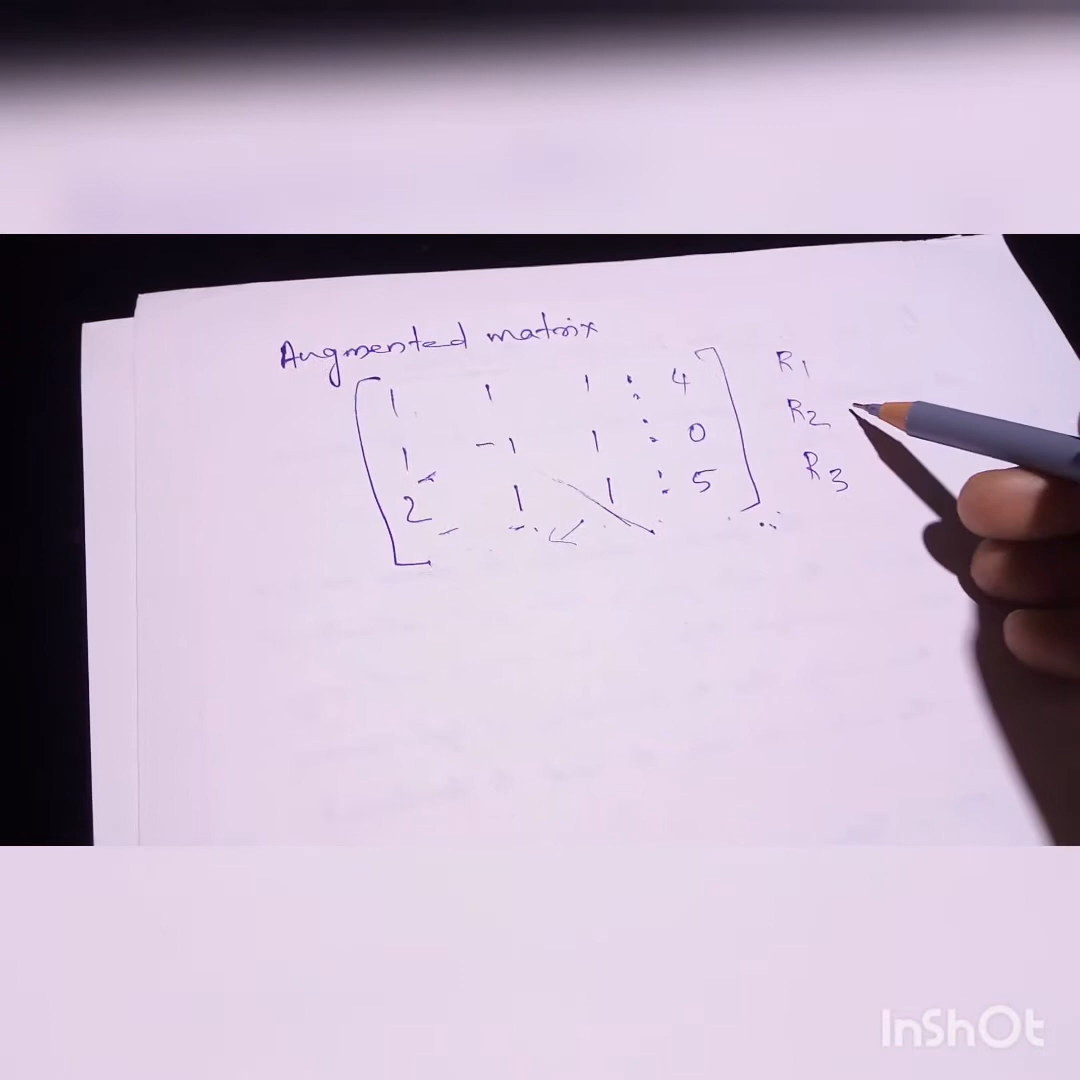 Augmented matrix
1 1 1 : 4 R1
1 -1 1 : 0 R2
2 1 1 : 5 R3
InShOt